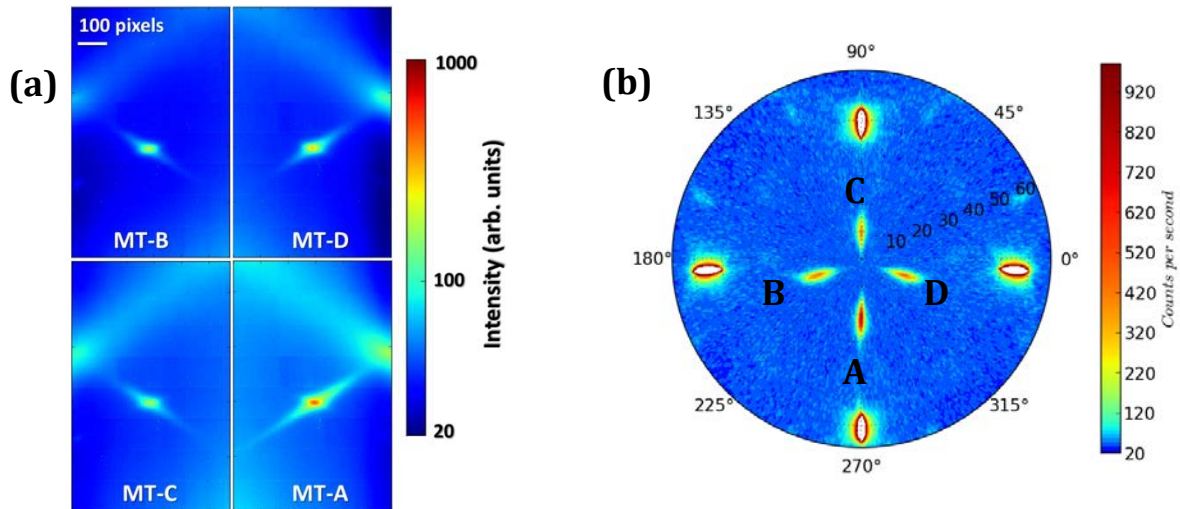 (a)
100 pixels
MT-B
MT-D
MT-C
MT-A
1000
100
20
Intensity (arb. units)
(b)
90°
135°
45°
180°
0°
225°
315°
270°
10 20 30 40 50 60
C
B
D
A
920
820
720
620
520
420
320
220
120
20
Counts per second